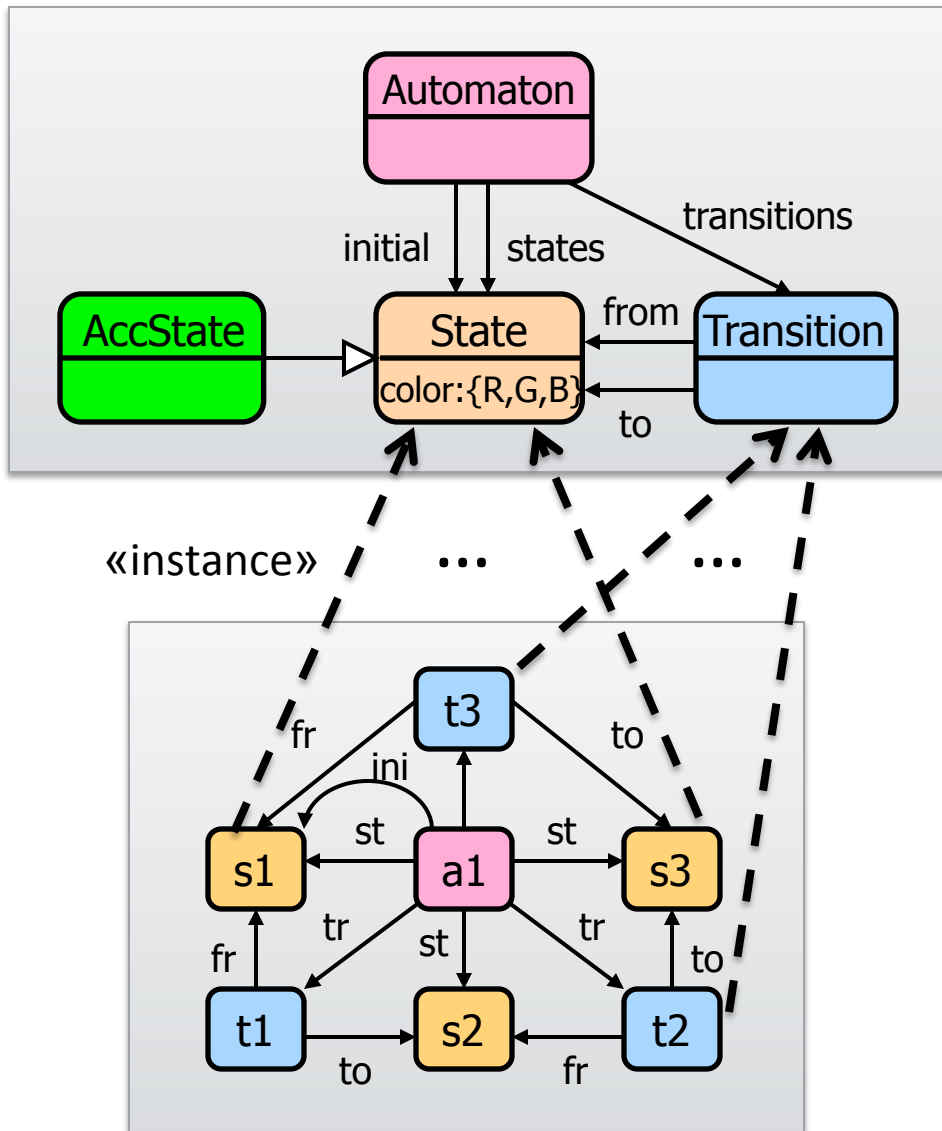 Automaton
initial
states
transitions
AccState
State
from
Transition
color:{R,G,B}
to
«instance»
...
...
t3
fr
to
ini
st
st
s1
a1
s3
fr
tr
st
tr
to
t1
s2
t2
to
fr